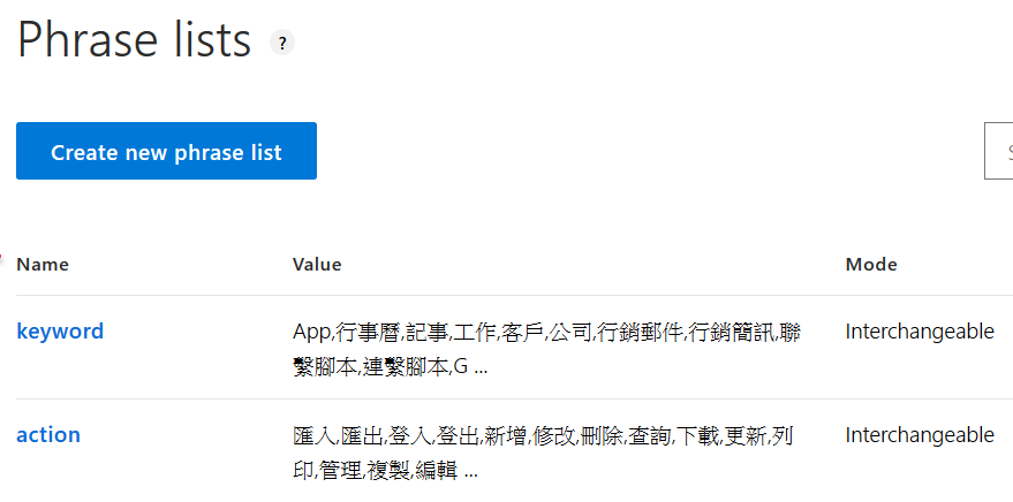 Phrase lists ?
Create new phrase list
Name Value Mode
keyword App,行事曆,記事,工作,客戶,公司,行銷郵件,行銷簡訊,聯 Interchangeable
繫腳本,連繫腳本,G ...
action 匯入,匯出,登入,登出,新增,修改,刪除,查詢,下載,更新,列 Interchangeable
印,管理,複製,編輯 ...